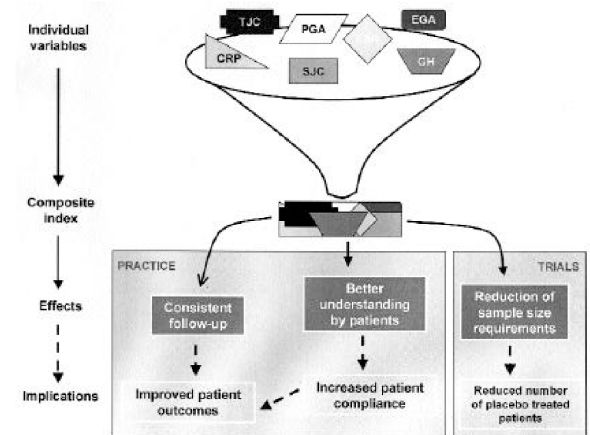 Individual
variables
TJC
PGA
EGA
CRP
SJC
GH
Composite
index
PRACTICE
TRIALS
Effects
Consistent
follow-up
Better
understanding
by patients
Reduction of
sample size
requirements
Implications
Improved patient
outcomes
Increased patient
compliance
Reduced number
of placebo treated
patients